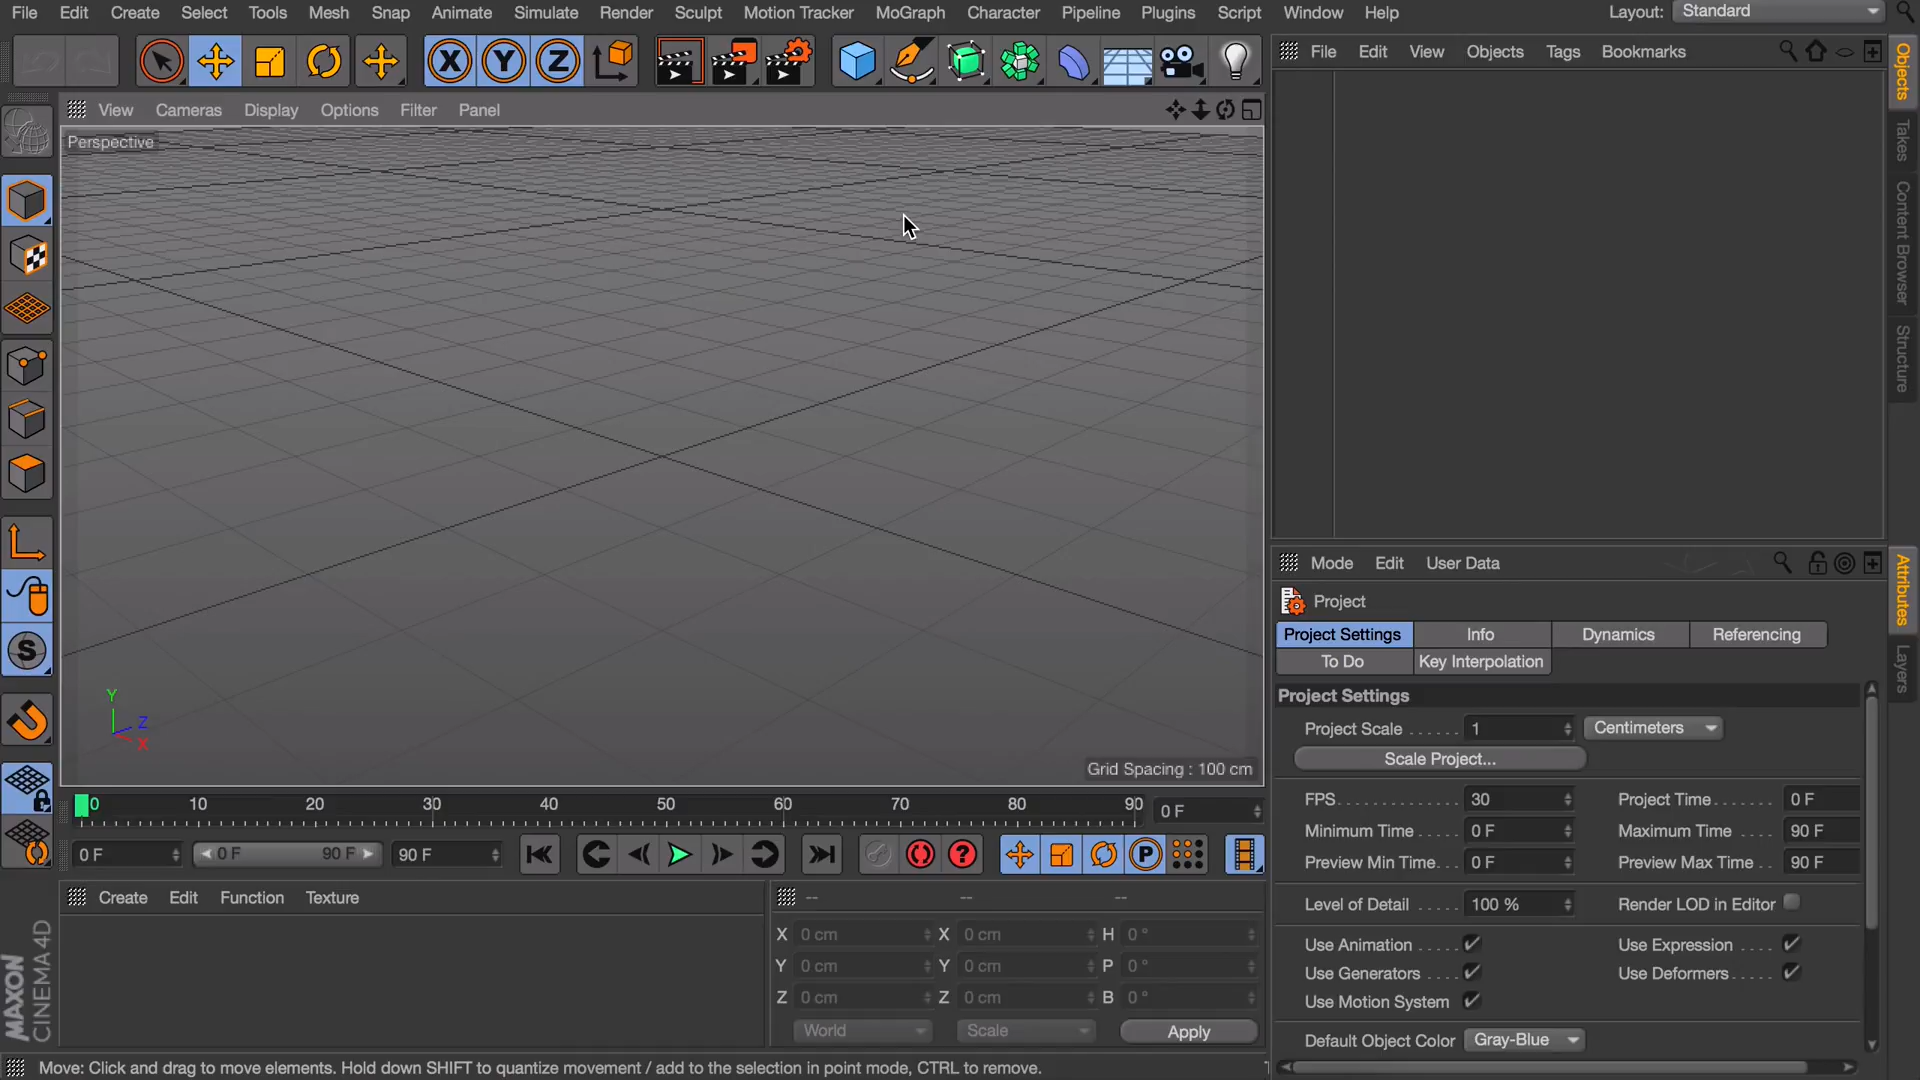 File Edit Create Select Tools Mesh Snap Animate Simulate Render Sculpt Motion Tracker MoGraph Character Pipeline Plugins Script Window Help Layout: Standard
X Y Z
File Edit View Objects Tags Bookmarks
Objects
Takes
Content Browser
Structure
View Cameras Display Options Filter Panel
Perspective
Y
Z
X
Grid Spacing : 100 cm
S
0 10 20 30 40 50 60 70 80 90 0 F
0 F 0 F 90 F 90 F ? P
Create Edit Function Texture
-- -- --
X 0 cm X 0 cm H 0 °
Y 0 cm Y 0 cm P 0 °
Z 0 cm Z 0 cm B 0 °
World Scale Apply
MAXON
CINEMA 4D
Mode Edit User Data
Attributes
Layers
Project
Project Settings Info Dynamics Referencing
To Do Key Interpolation
Project Settings
Project Scale . . . . . . 1 Centimeters
Scale Project...
FPS. . . . . . . . . . . . . 30 Project Time. . . . . . . 0 F
Minimum Time . . . . 0 F Maximum Time . . . . 90 F
Preview Min Time. . . 0 F Preview Max Time . . 90 F
Level of Detail . . . . . 100 % Render LOD in Editor
Use Animation . . . . . Use Expression . . . .
Use Generators . . . . Use Deformers. . . . .
Use Motion System
Default Object Color Gray-Blue
Move: Click and drag to move elements. Hold down SHIFT to quantize movement / add to the selection in point mode, CTRL to remove.